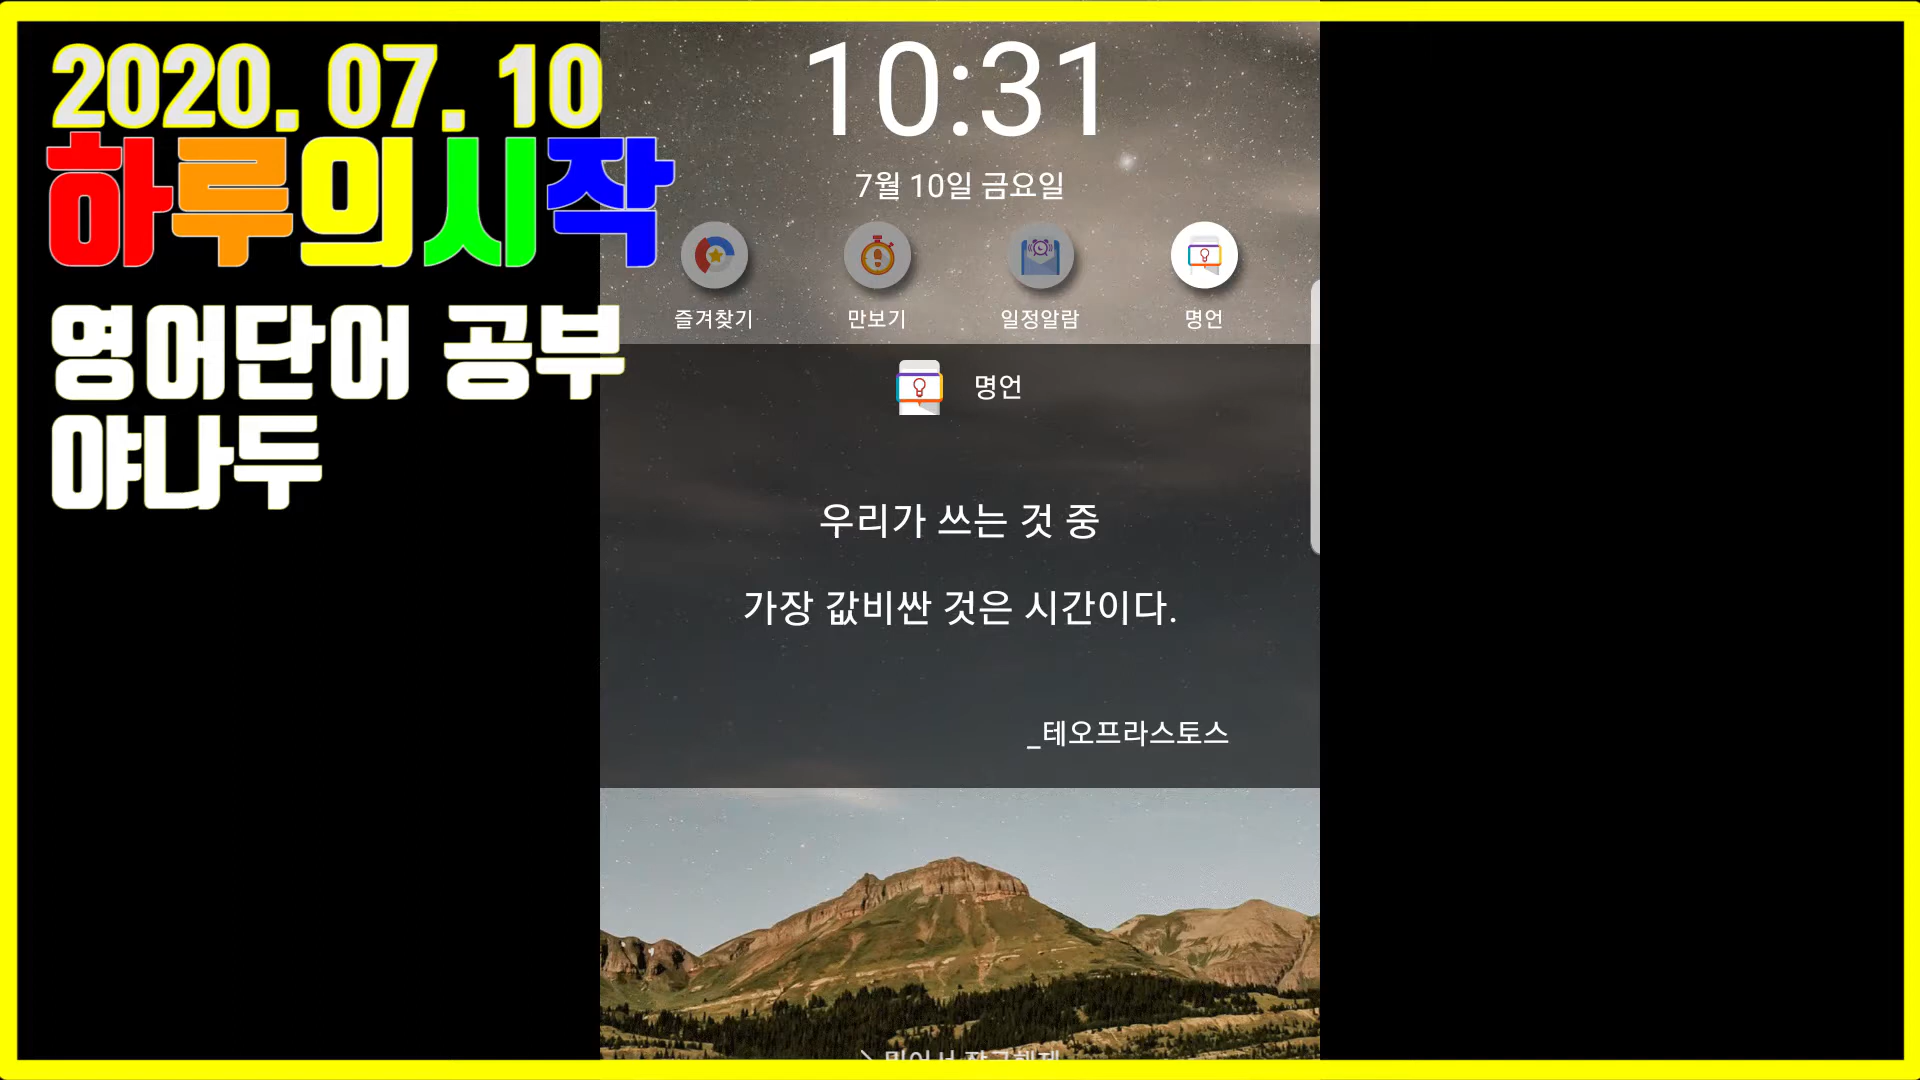 2020. 07. 10
하루의시작
영어단어 공부
야나두
10:31
7월 10일 금요일
즐겨찾기
만보기
일정알람
명언
명언
우리가 쓰는 것 중
가장 값비싼 것은 시간이다.
_테오프라스토스